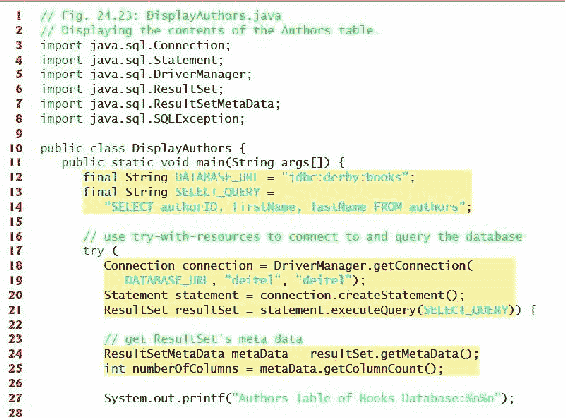 1 // Fig. 24.23: DisplayAuthors.java
2 // Displaying the contents of the Authors table.
3 import java.sql.Connection;
4 import java.sql.Statement;
5 import java.sql.DriverManager;
6 import java.sql.ResultSet;
7 import java.sql.ResultSetMetaData;
8 import java.sql.SQLException;
9
10 public class DisplayAuthors {
11 public static void main(String args[]) {
12 final String DATABASE_URL = "jdbc:derby:books";
13 final String SELECT_QUERY =
14 "SELECT authorID, firstName, lastName FROM authors";
15
16 // use try-with-resources to connect to and query the database
17 try (
18 Connection connection = DriverManager.getConnection(
19 DATABASE_URL, "deitel", "deitel");
20 Statement statement = connection.createStatement();
21 ResultSet resultSet = statement.executeQuery(SELECT_QUERY)) {
22
23 // get ResultSet's meta data
24 ResultSetMetaData metaData = resultSet.getMetaData();
25 int numberOfColumns = metaData.getColumnCount();
26
27 System.out.printf("Authors Table of Books Database:%n%n");
28